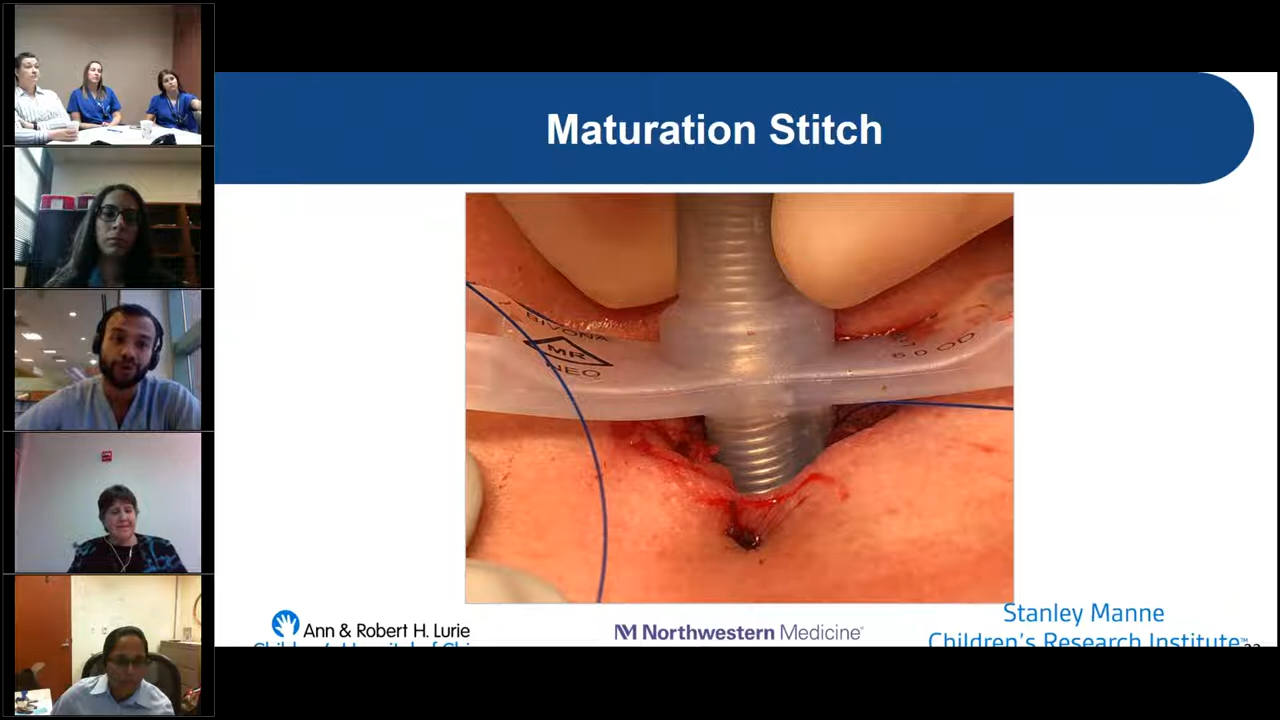 Maturation Stitch
BIVONA
MR
NEO
Ann & Robert H. Lurie
Northwestern Medicine
Stanley Manne
Children's Research Institute